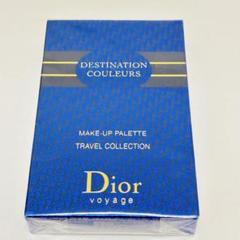 DESTINATION
COULEURS
MAKE-UP PALETTE
TRAVEL COLLECTION
Dior
voyage